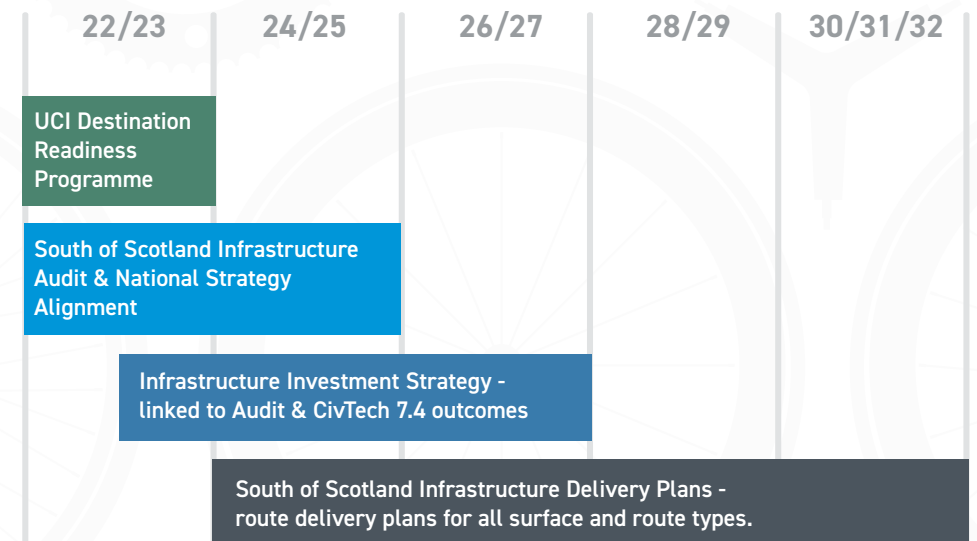 22/23 24/25 26/27 28/29 30/31/32
UCI Destination
Readiness
Programme
South of Scotland Infrastructure
Audit & National Strategy
Alignment
Infrastructure Investment Strategy -
linked to Audit & CivTech 7.4 outcomes
South of Scotland Infrastructure Delivery Plans -
route delivery plans for all surface and route types.